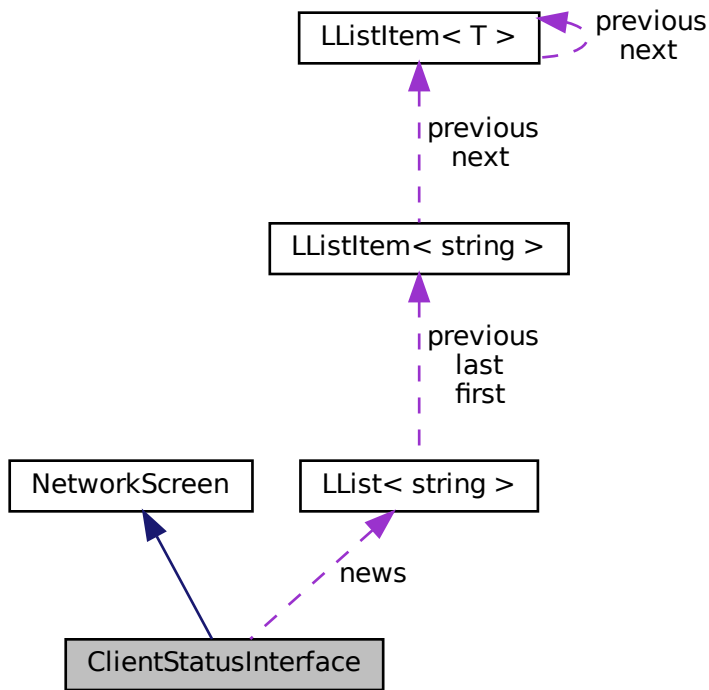 LListItem< T >
previous
next
previous
next
LListItem< string >
previous
last
first
NetworkScreen
LList< string >
news
ClientStatusInterface